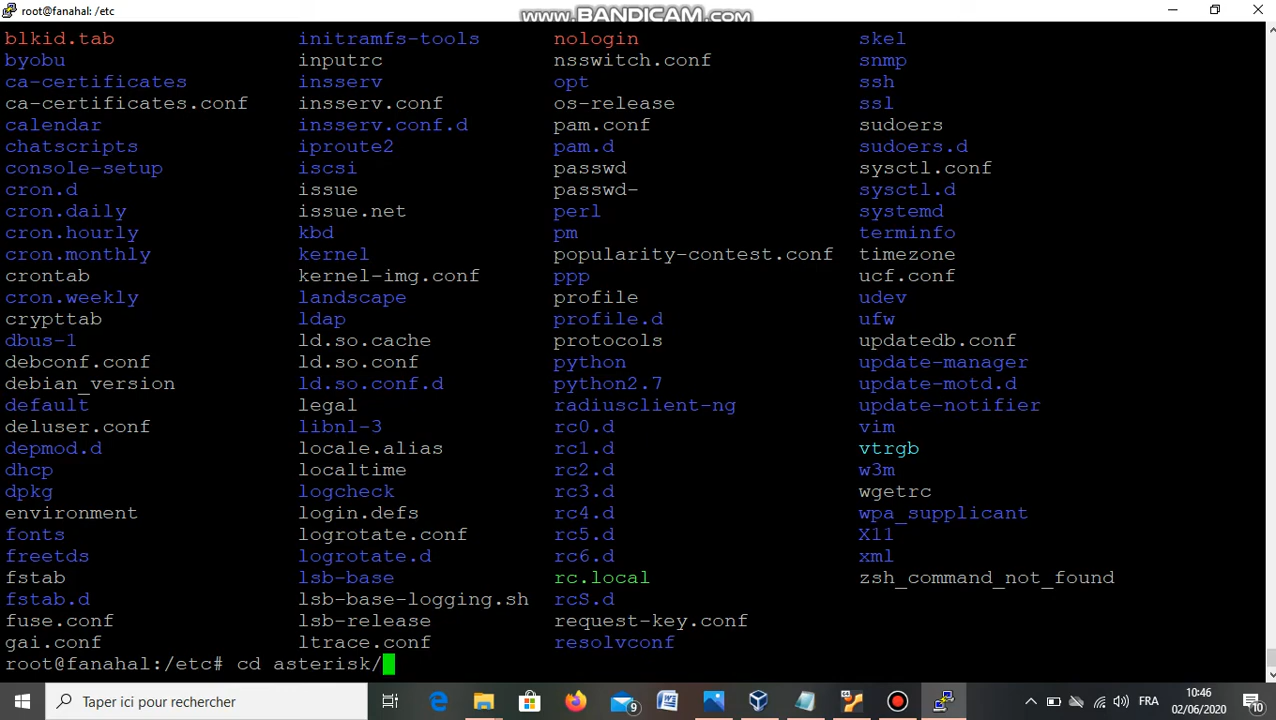 root@fanahal: /etc
www.BANDICAM.com
blkid.tab initramfs-tools nologin skel
byobu inputrc nsswitch.conf snmp
ca-certificates insserv opt ssh
ca-certificates.conf insserv.conf os-release ssl
calendar insserv.conf.d pam.conf sudoers
chatscripts iproute2 pam.d sudoers.d
console-setup iscsi passwd sysctl.conf
cron.d issue passwd- sysctl.d
cron.daily issue.net perl systemd
cron.hourly kbd pm terminfo
cron.monthly kernel popularity-contest.conf timezone
crontab kernel-img.conf ppp ucf.conf
cron.weekly landscape profile udev
crypttab ldap profile.d ufw
dbus-1 ld.so.cache protocols updatedb.conf
debconf.conf ld.so.conf python update-manager
debian_version ld.so.conf.d python2.7 update-motd.d
default legal radiusclient-ng update-notifier
deluser.conf libnl-3 rc0.d vim
depmod.d locale.alias rc1.d vtrgb
dhcp localtime rc2.d w3m
dpkg logcheck rc3.d wgetrc
environment login.defs rc4.d wpa_supplicant
fonts logrotate.conf rc5.d X11
freetds logrotate.d rc6.d xml
fstab lsb-base rc.local zsh_command_not_found
fstab.d lsb-base-logging.sh rcS.d
fuse.conf lsb-release request-key.conf
gai.conf ltrace.conf resolvconf
root@fanahal:/etc# cd asterisk/
Taper ici pour rechercher
9
FRA
10:46
02/06/2020
10